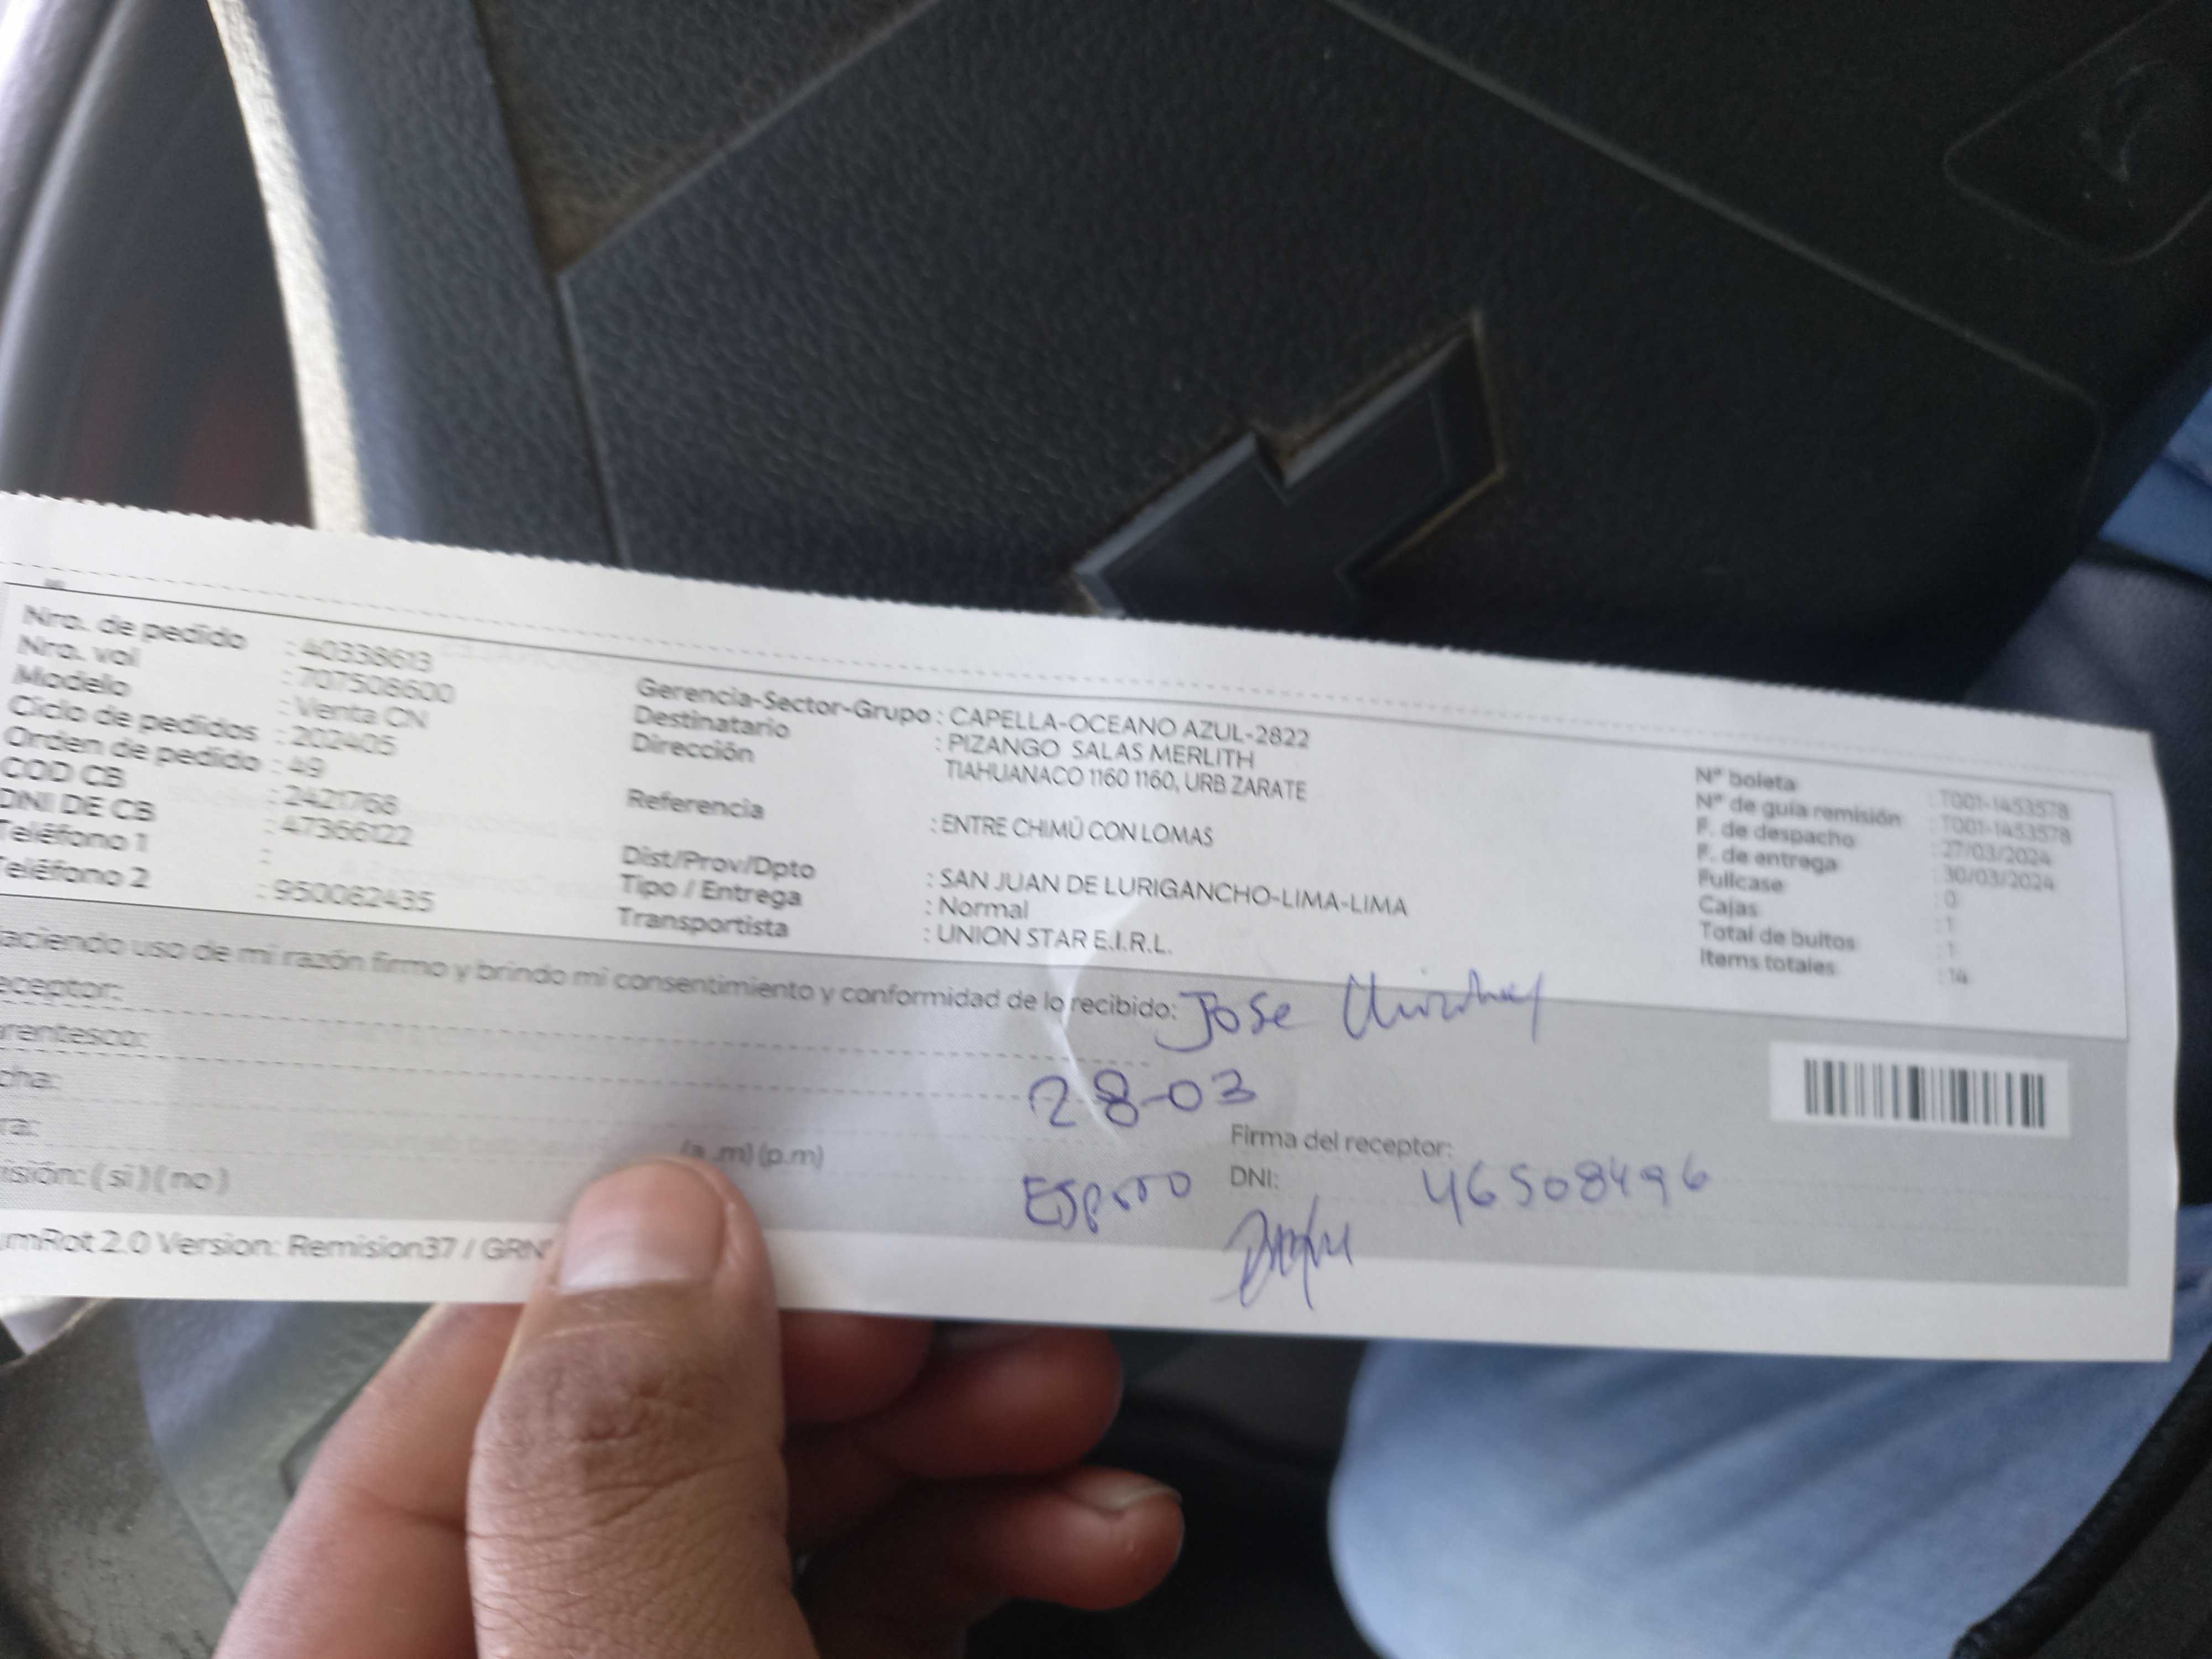 Nro. de pedido : 40338613
Nro. vol : 707508600
Modelo : Venta CN
Ciclo de pedidos : 202405
Orden de pedido : 49
COD CB : 2421768
DNI DE CB : 47366122
Teléfono 1 :
Teléfono 2 : 950082435
Gerencia-Sector-Grupo : CAPELLA-OCEANO AZUL-2822
Destinatario : PIZANGO SALAS MERLITH
Dirección TIAHUANACO 1160 1160, URB ZARATE
Referencia : ENTRE CHIMÚ CON LOMAS
Dist/Prov/Dpto : SAN JUAN DE LURIGANCHO-LIMA-LIMA
Tipo / Entrega : Normal
Transportista : UNION STAR E.I.R.L.
N° boleta : T001-1453578
N° de guía remisión : T001-1453578
F. de despacho : 27/03/2024
F. de entrega : 30/03/2024
Fullcase : 0
Cajas : 1
Total de bultos : 1
Items totales : 14
aciendo uso de mi razón firmo y brindo mi consentimiento y conformidad de lo recibido: Jose
eceptor:
rentesco:
cha: 28-03
ra: (a.m) (p.m)
Firma del receptor:
isión: ( si ) ( no ) Esposo DNI: 46508496
mRot 2.0 Version: Remision37 / GRN